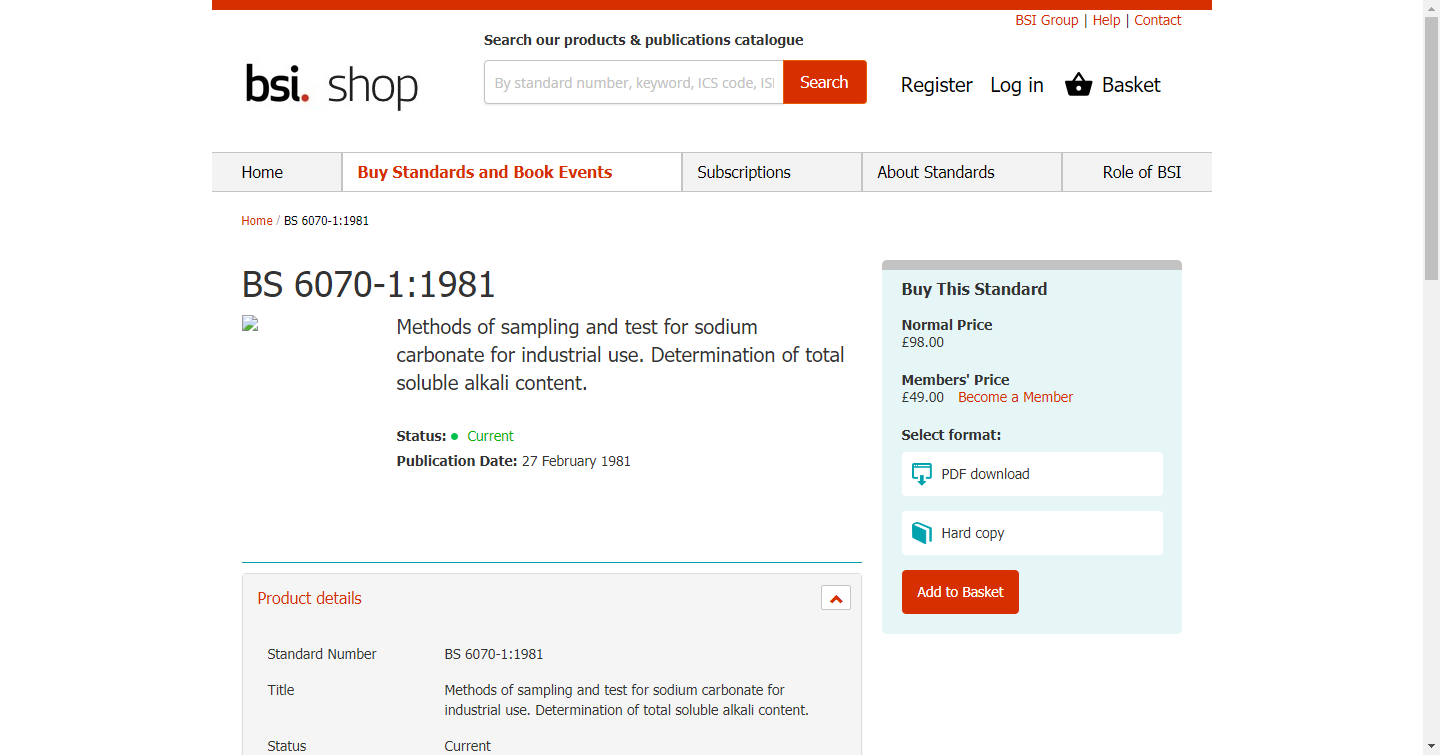 BSI Group | Help | Contact
Search our products & publications catalogue
bsi. shop
By standard number, keyword, ICS code, ISI
Search
Register
Log in
Basket
Home
Buy Standards and Book Events
Subscriptions
About Standards
Role of BSI
Home / BS 6070-1:1981
BS 6070-1:1981
Methods of sampling and test for sodium
carbonate for industrial use. Determination of total
soluble alkali content.
Status: Current
Publication Date: 27 February 1981
Buy This Standard
Normal Price
£98.00
Members' Price
£49.00 Become a Member
Select format:
PDF download
Hard copy
Add to Basket
Product details
Standard Number BS 6070-1:1981
Title Methods of sampling and test for sodium carbonate for
industrial use. Determination of total soluble alkali content.
Status Current